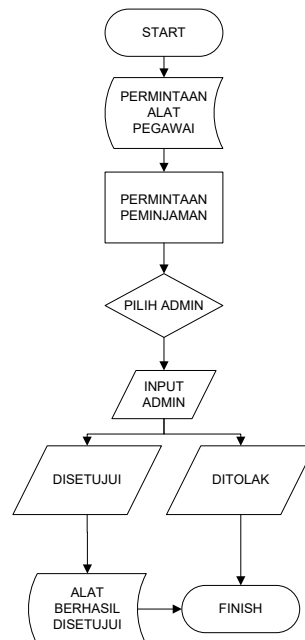 START
PERMINTAAN
ALAT
PEGAWAI
PERMINTAAN
PEMINJAMAN
PILIH ADMIN
INPUT
ADMIN
DISETUJUI
DITOLAK
ALAT
BERHASIL
DISETUJUI
FINISH